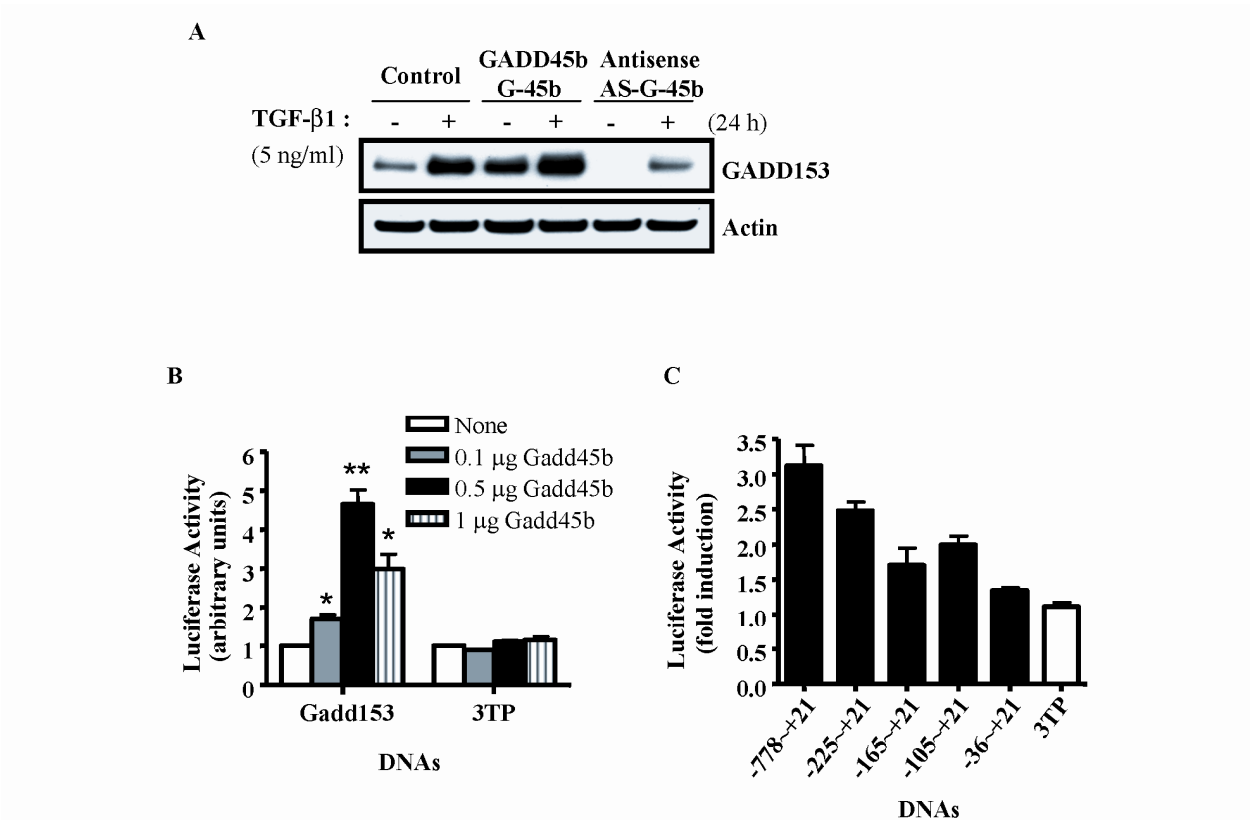 A
Control
GADD45b
G-45b
Antisense
AS-G-45b
TGF-β1 : - + - + - + (24 h)
(5 ng/ml)
GADD153
Actin
B
None
0.1 μg Gadd45b
0.5 μg Gadd45b
1 μg Gadd45b
Luciferase Activity
(arbitrary units)
6
5
4
3
2
1
0
*
**
*
Gadd153
3TP
DNAs
C
Luciferase Activity
(fold induction)
3.5
3.0
2.5
2.0
1.5
1.0
0.5
0.0
-778~+21
-225~+21
-165~+21
-105~+21
-36~+21
3TP
DNAs